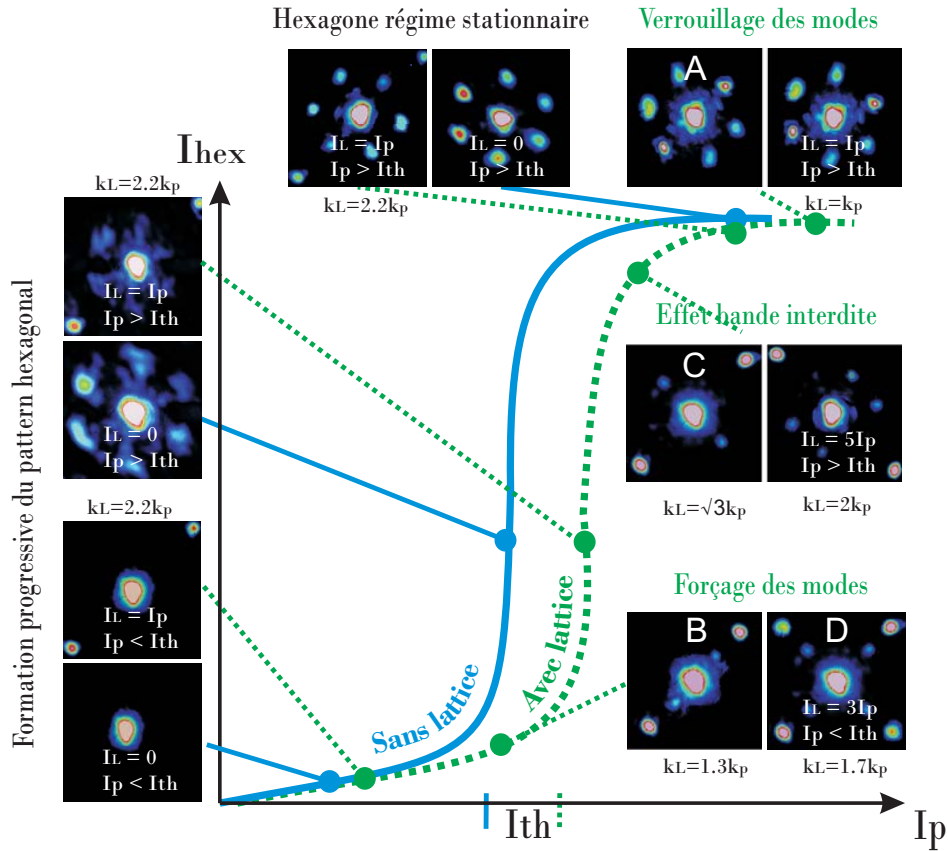 Hexagone régime stationnaire
Verrouillage des modes
IL = Ip
Ip > Ith
IL = 0
Ip > Ith
A
IL = Ip
Ip > Ith
kL=2.2kp
kL=kp
Ihex
kL=2.2kp
IL = Ip
Ip > Ith
IL = 0
Ip > Ith
kL=2.2kp
IL = Ip
Ip < Ith
IL = 0
Ip < Ith
Formation progressive du pattern hexagonal
Effet bande interdite
C
IL = 5Ip
Ip > Ith
kL=√3kp
kL=2kp
Forçage des modes
B
D
IL = 3Ip
Ip < Ith
kL=1.3kp
kL=1.7kp
Sans lattice
Avec lattice
Ith
Ip